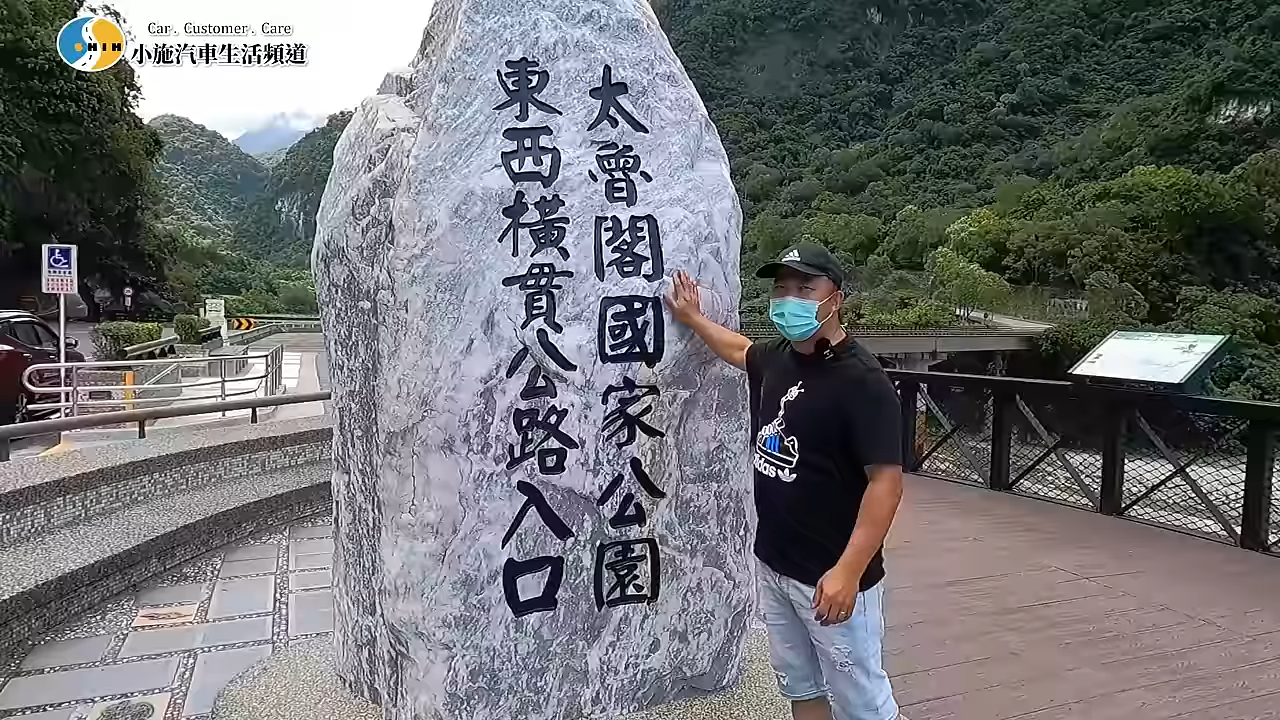 Car . Customer . Care
SHIH
小施汽車生活頻道
太魯閣國家公園
東西橫貫公路入口
adidas